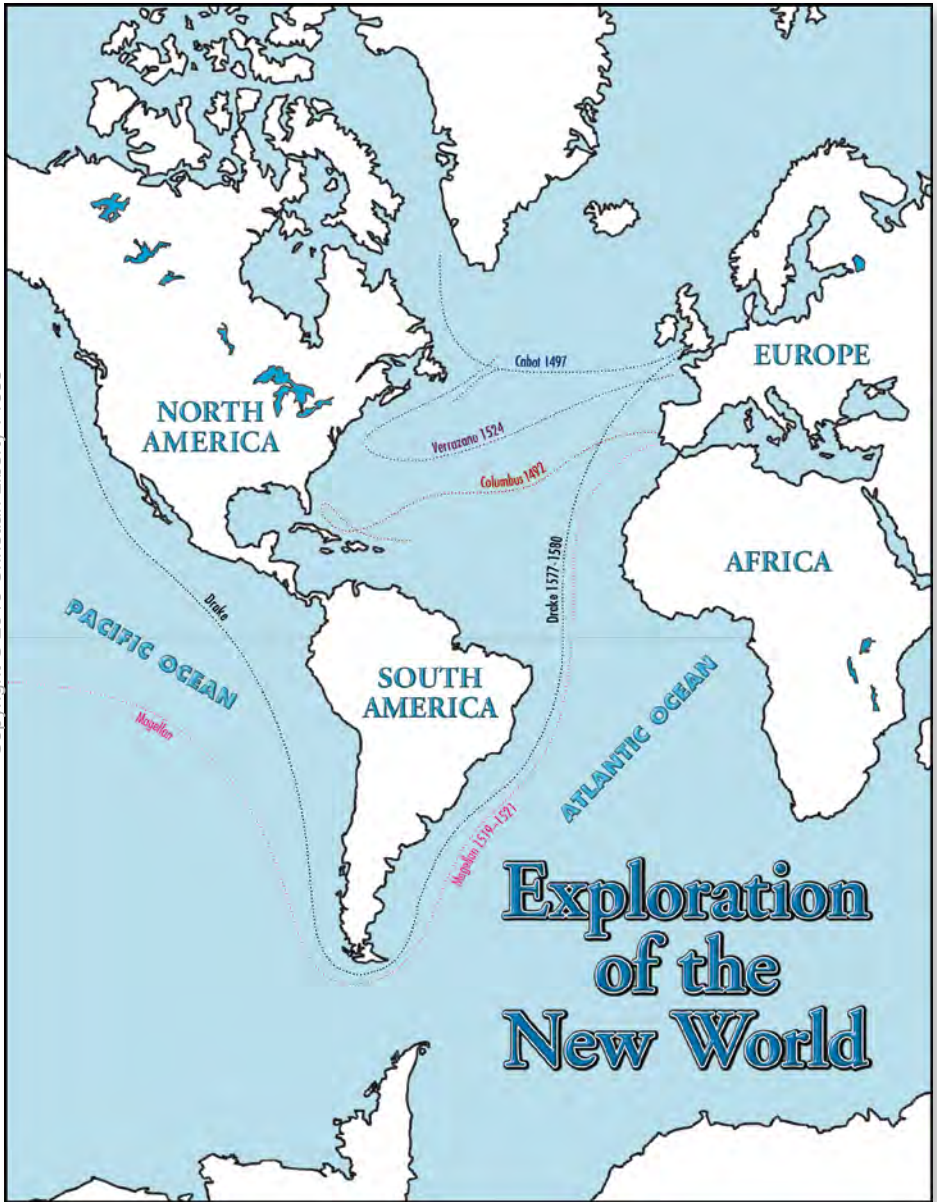 Cabot 1497
EUROPE
NORTH
AMERICA
Verrazanu 1524
Columbus 1492
Drake 1577-1580
AFRICA
Drake
PACIFIC OCEAN
SOUTH
AMERICA
ATLANTIC OCEAN
Magellan
Magellan 1519–1521
Exploration
of the
New World